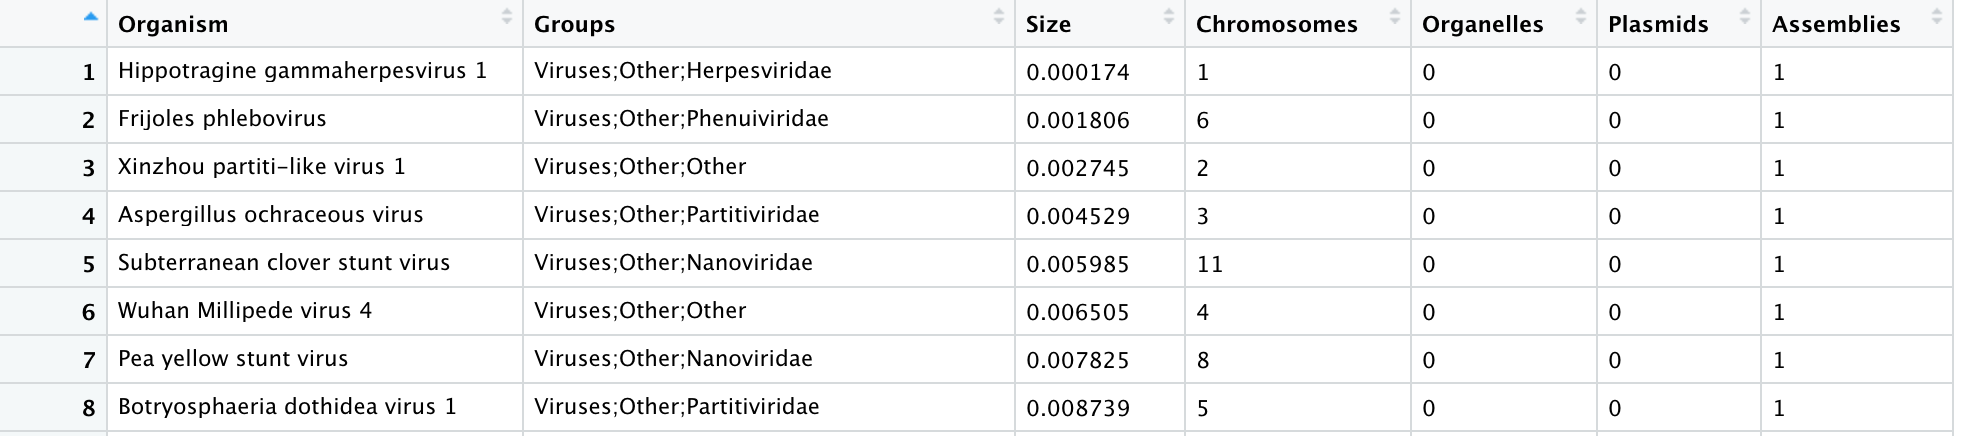 Organism Groups Size Chromosomes Organelles Plasmids Assemblies
1 Hippotragine gammaherpesvirus 1 Viruses;Other;Herpesviridae 0.000174 1 0 0 1
2 Frijoles phlebovirus Viruses;Other;Phenuiviridae 0.001806 6 0 0 1
3 Xinzhou partiti-like virus 1 Viruses;Other;Other 0.002745 2 0 0 1
4 Aspergillus ochraceous virus Viruses;Other;Partitiviridae 0.004529 3 0 0 1
5 Subterranean clover stunt virus Viruses;Other;Nanoviridae 0.005985 11 0 0 1
6 Wuhan Millipede virus 4 Viruses;Other;Other 0.006505 4 0 0 1
7 Pea yellow stunt virus Viruses;Other;Nanoviridae 0.007825 8 0 0 1
8 Botryosphaeria dothidea virus 1 Viruses;Other;Partitiviridae 0.008739 5 0 0 1